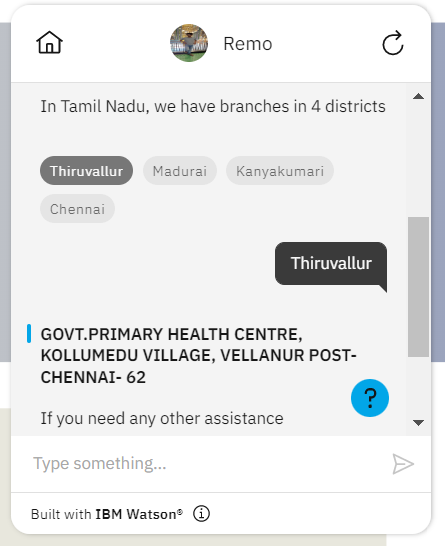 Remo
In Tamil Nadu, we have branches in 4 districts
Thiruvallur Madurai Kanyakumari
Chennai
Thiruvallur
GOVT.PRIMARY HEALTH CENTRE,
KOLLUMEDU VILLAGE, VELLANUR POST-
CHENNAI- 62
?
If you need any other assistance
Type something...
Built with IBM Watson®